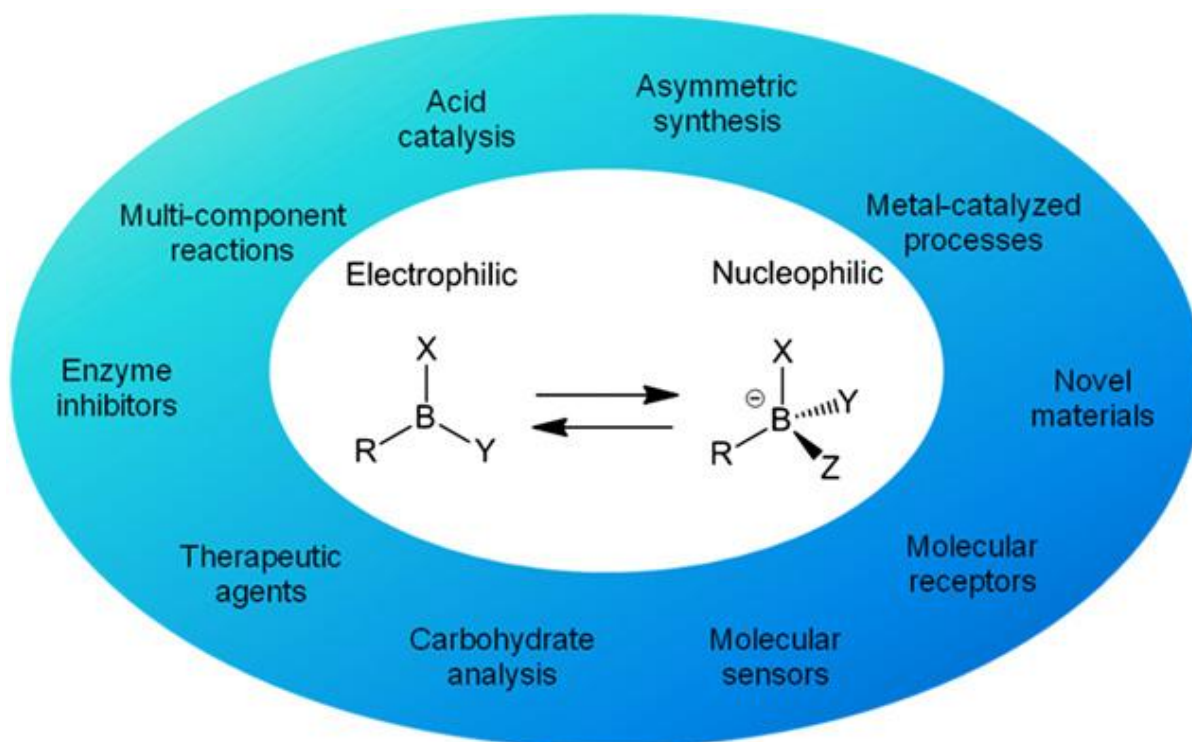 Acid
catalysis
Asymmetric
synthesis
Multi-component
reactions
Metal-catalyzed
processes
Electrophilic
Nucleophilic
X
B
R
Y
X
⊖
B
Y
R
Z
Enzyme
inhibitors
Novel
materials
Therapeutic
agents
Molecular
receptors
Carbohydrate
analysis
Molecular
sensors